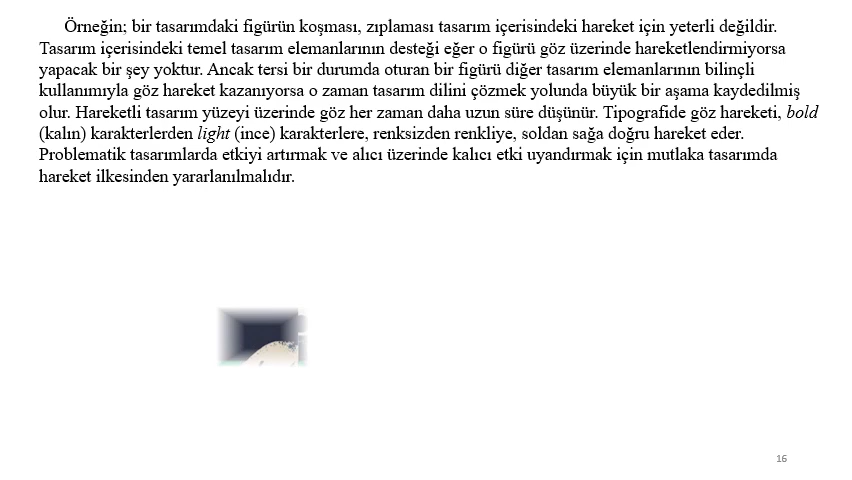 Örneğin; bir tasarımdaki figürün koşması, zıplaması tasarım içerisindeki hareket için yeterli değildir.
Tasarım içerisindeki temel tasarım elemanlarının desteği eğer o figürü göz üzerinde hareketlendirmiyorsa
yapacak bir şey yoktur. Ancak tersi bir durumda oturan bir figürü diğer tasarım elemanlarının bilinçli
kullanımıyla göz hareket kazanıyorsa o zaman tasarım dilini çözmek yolunda büyük bir aşama kaydedilmiş
olur. Hareketli tasarım yüzeyi üzerinde göz her zaman daha uzun süre düşünür. Tipografide göz hareketi, bold
(kalın) karakterlerden light (ince) karakterlere, renksizden renkliye, soldan sağa doğru hareket eder.
Problematik tasarımlarda etkiyi artırmak ve alıcı üzerinde kalıcı etki uyandırmak için mutlaka tasarımda
hareket ilkesinden yararlanılmalıdır.
16